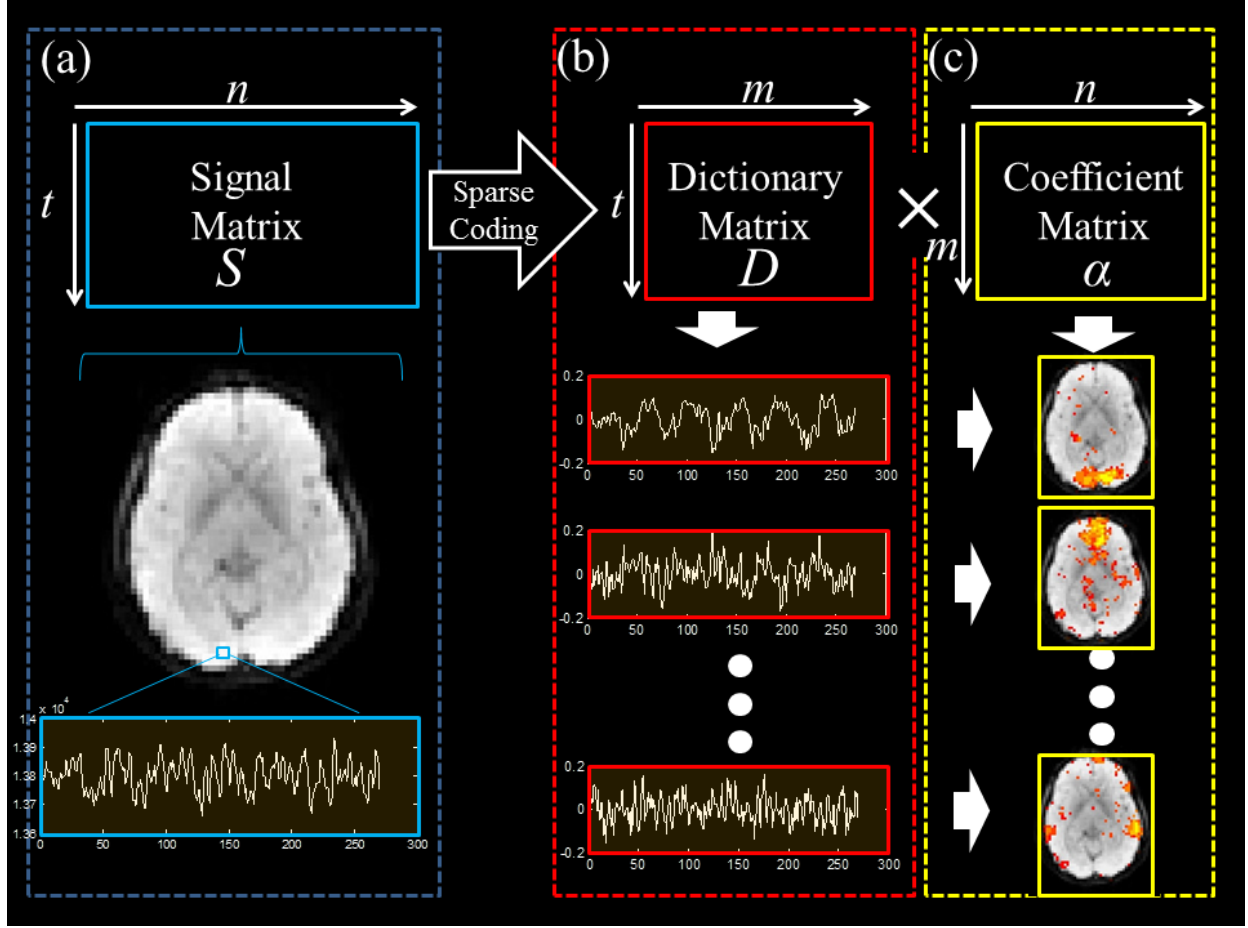 (a)
n
t
Signal
Matrix
S
Sparse
Coding
(b)
m
t
Dictionary
Matrix
D
×
(c)
n
m
Coefficient
Matrix
α
x 10⁴
1.4
1.39
1.38
1.37
1.36
0 50 100 150 200 250 300
0.2
0
-0.2
0 50 100 150 200 250 300
0.2
0
-0.2
0 50 100 150 200 250 300
0.2
0
-0.2
0 50 100 150 200 250 300